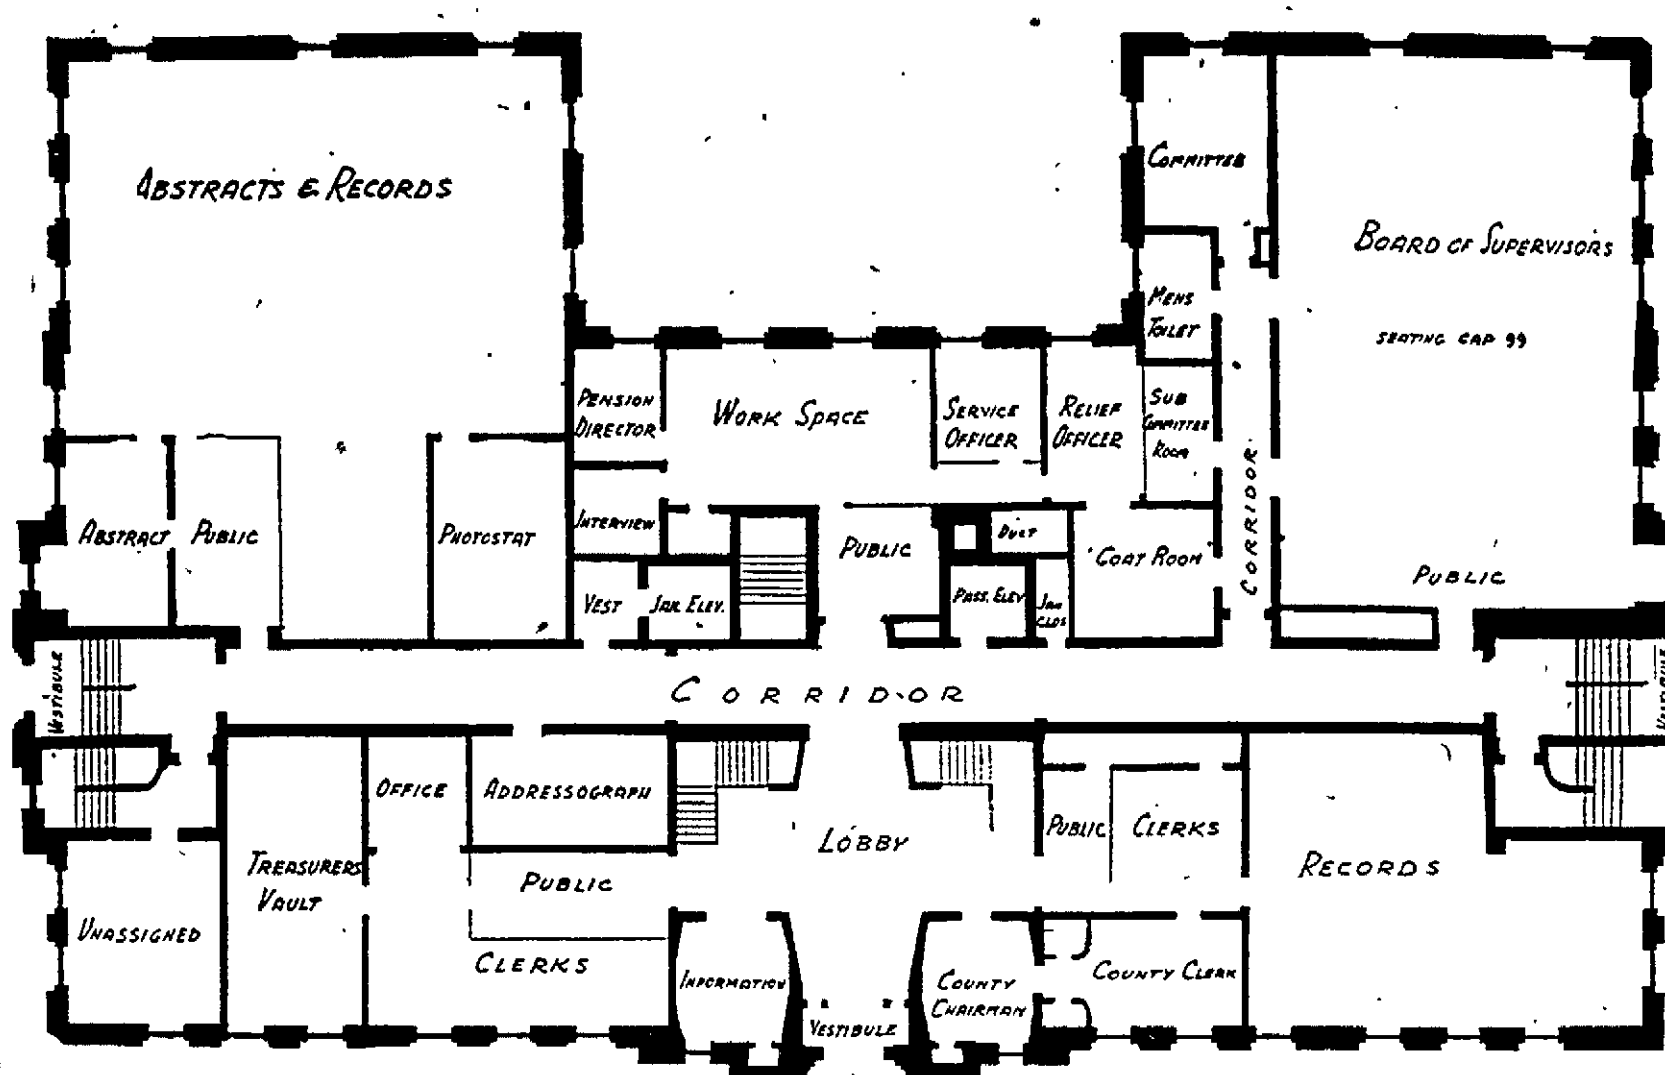 ABSTRACTS & RECORDS
COMMITTEE
BOARD OF SUPERVISORS
SEATING CAP 99
MENS
TOILET
PENSION
DIRECTOR
WORK SPACE
SERVICE
OFFICER
RELIEF
OFFICER
SUB
COMMITTEE
ROOM
CORRIDOR
ABSTRACT
PUBLIC
PHOTOSTAT
INTERVIEW
PUBLIC
DUCT
COAT ROOM
PUBLIC
VEST
JAN. ELEV.
PASS. ELEV
JAN
CLOS
VESTIBULE
CORRIDOR
VESTIBULE
OFFICE
ADDRESSOGRAPH
LOBBY
PUBLIC
CLERKS
TREASURERS
VAULT
PUBLIC
RECORDS
UNASSIGNED
CLERKS
INFORMATION
COUNTY
CHAIRMAN
COUNTY CLERK
VESTIBULE